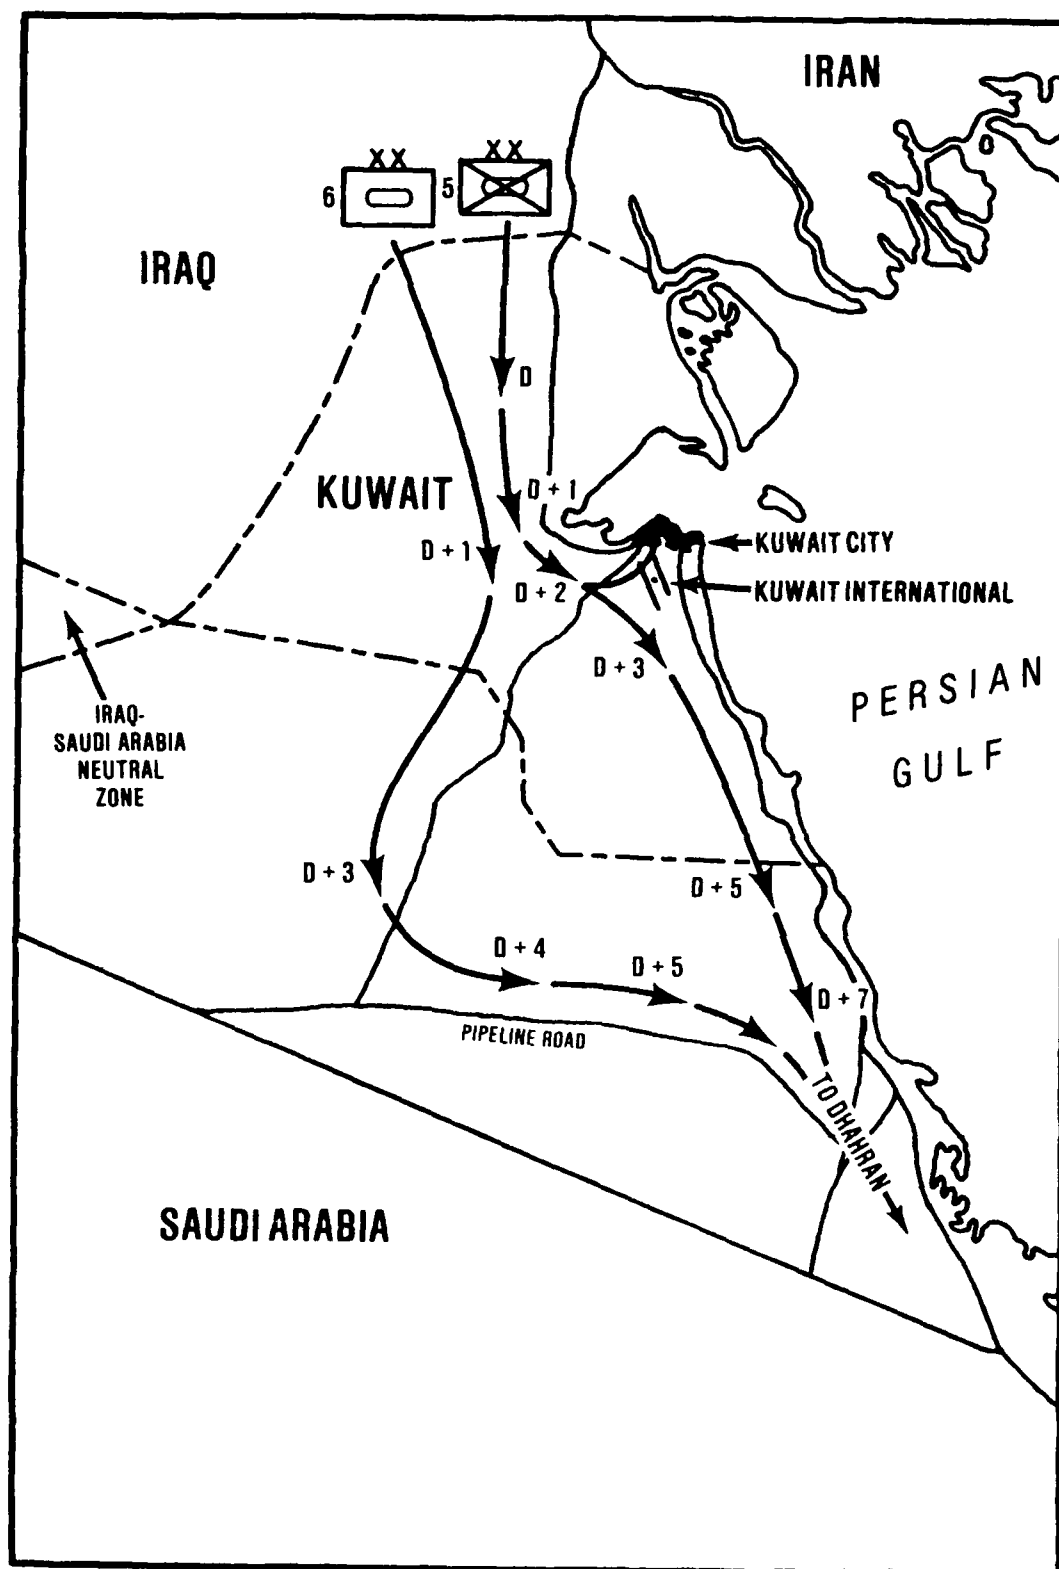 IRAN
XX
XX
6
5
IRAQ
D
KUWAIT
D + 1
D + 1
KUWAIT CITY
D + 2
KUWAIT INTERNATIONAL
D + 3
PERSIAN
GULF
IRAQ-
SAUDI ARABIA
NEUTRAL
ZONE
D + 3
D + 5
D + 4
D + 5
D + 7
PIPELINE ROAD
TO DHAHRAN
SAUDI ARABIA